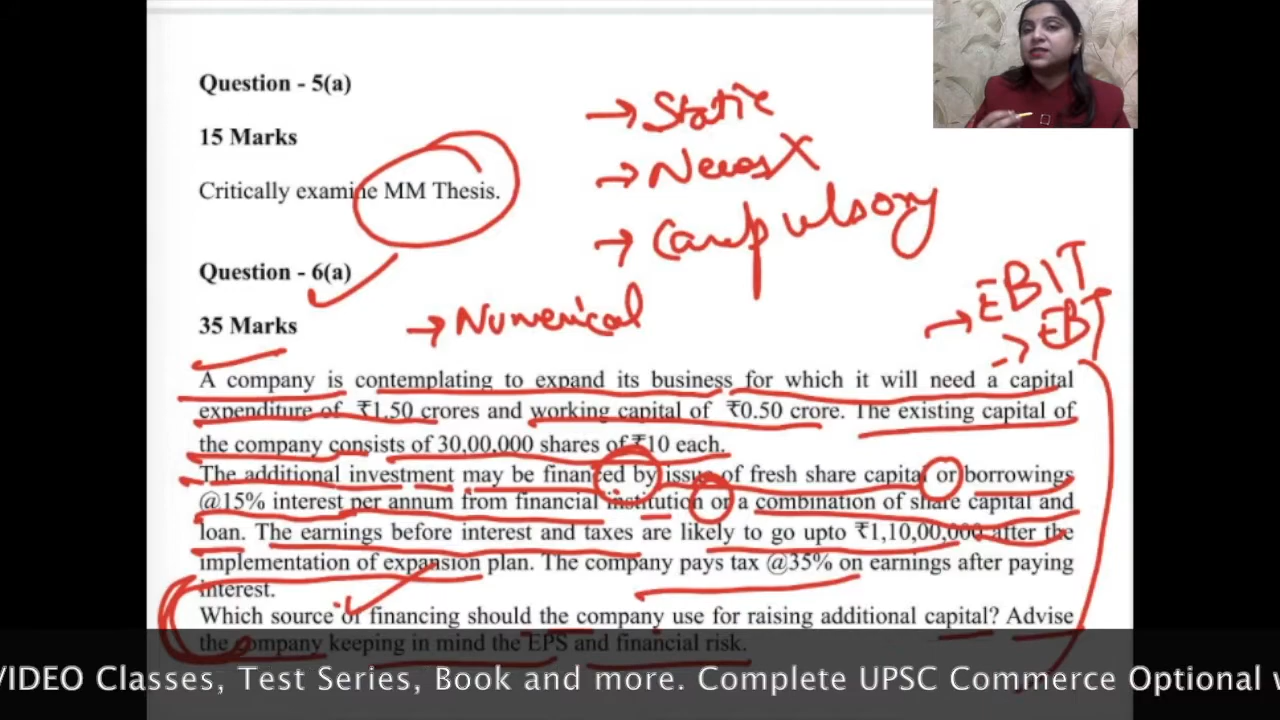 Question - 5(a)
→ Static
15 Marks
→ News X
Critically examine MM Thesis.
→ Compulsory
Question - 6(a)
→ EBIT
35 Marks
→ Numerical
→ EBT
A company is contemplating to expand its business for which it will need a capital
expenditure of ₹1.50 crores and working capital of ₹0.50 crore. The existing capital of
the company consists of 30,00,000 shares of ₹10 each.
The additional investment may be financed by issue of fresh share capital or borrowings
@15% interest per annum from financial institution or a combination of share capital and
loan. The earnings before interest and taxes are likely to go upto ₹1,10,00,000 after the
implementation of expansion plan. The company pays tax @35% on earnings after paying
interest.
Which source of financing should the company use for raising additional capital? Advise
the company keeping in mind the EPS and financial risk.
VIDEO Classes, Test Series, Book and more. Complete UPSC Commerce Optional